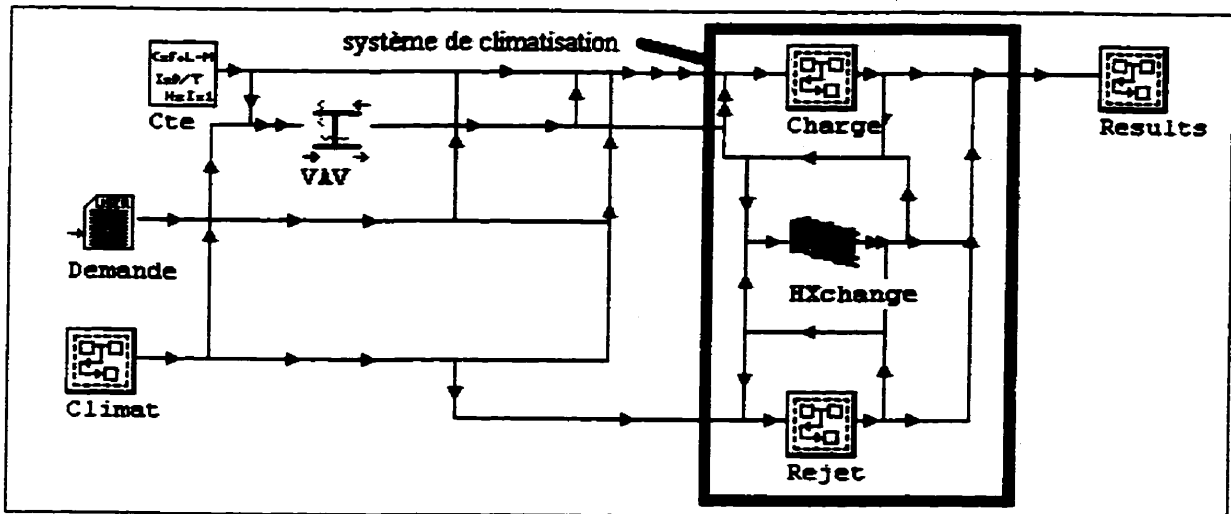 système de climatisation
C=F.L-M
Cte
VAV
Charge
Results
Demande
HXchange
Climat
Rejet